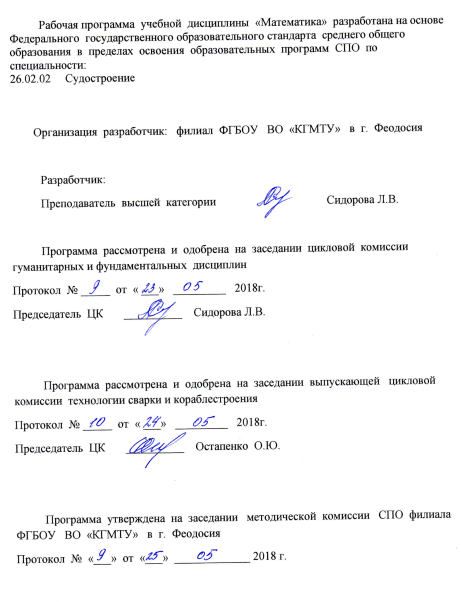 Рабочая программа учебной дисциплины «Математика» разработана на основе
Федерального государственного образовательного стандарта среднего общего
образования в пределах освоения образовательных программ СПО по
специальности:
26.02.02 Судостроение
Организация разработчик: филиал ФГБОУ ВО «КГМТУ» в г. Феодосия
Разработчик:
Преподаватель высшей категории Сидорова Л.В.
Программа рассмотрена и одобрена на заседании цикловой комиссии
гуманитарных и фундаментальных дисциплин
Протокол № 9 от «23» 05 2018г.
Председатель ЦК Сидорова Л.В.
Программа рассмотрена и одобрена на заседании выпускающей цикловой
комиссии технологии сварки и кораблестроения
Протокол № 10 от «24» 05 2018г.
Председатель ЦК Остапенко О.Ю.
Программа утверждена на заседании методической комиссии СПО филиала
ФГБОУ ВО «КГМТУ» в г. Феодосия
Протокол № «9» от «25» 05 2018 г.